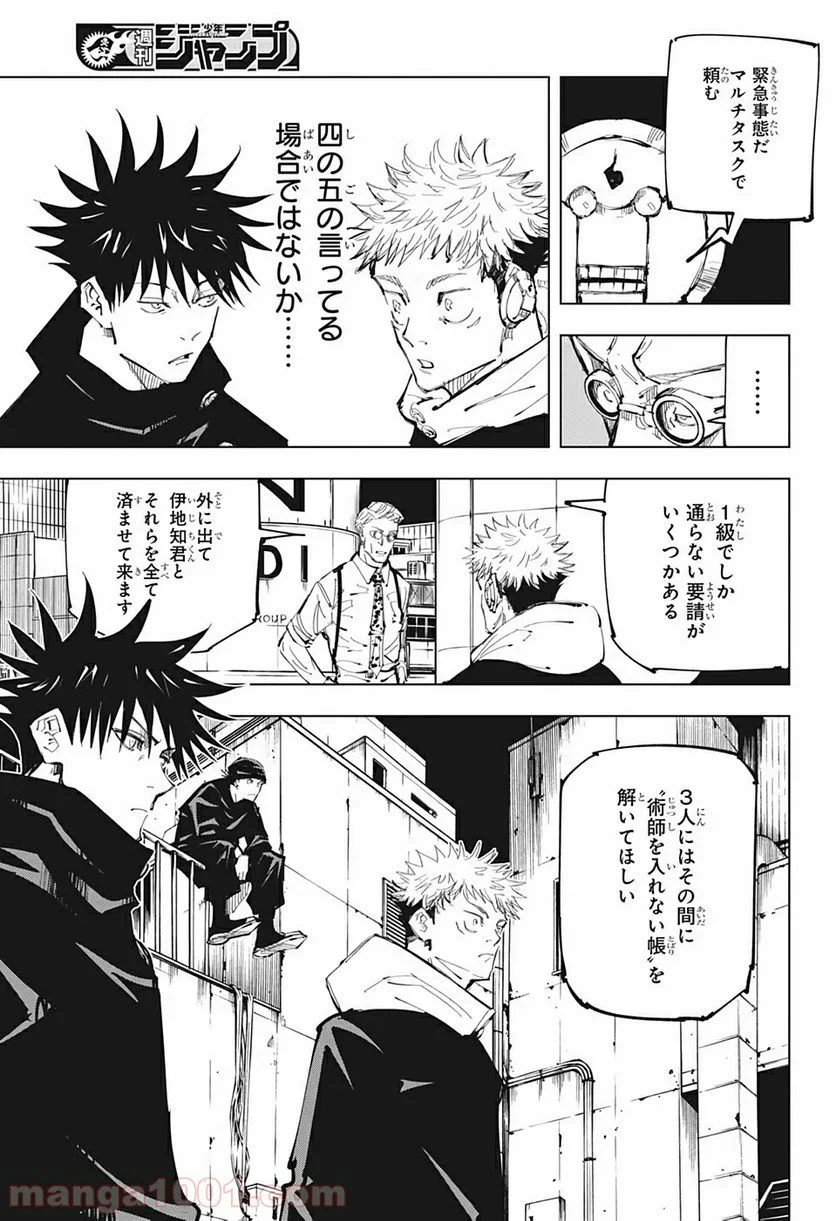 週刊少年ジャンプ
緊急事態だ
マルチタスクで
頼む
四の五の言ってる
場合ではないか……
……
1級でしか
通らない要請が
いくつかある
外に出て
伊地知君と
それらを全て
済ませて来ます
N
DI
GROUP
3人にはその間に
“術師を入れない帳”を
解いてほしい
manga1001.com